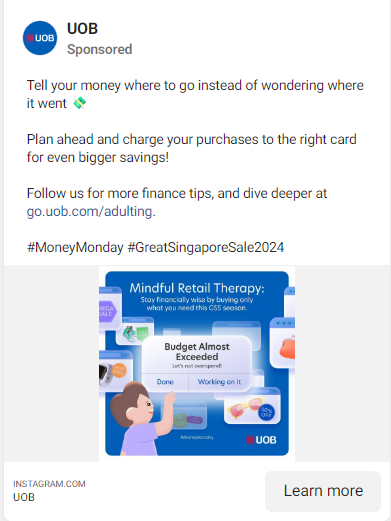 UOB
UOB
Sponsored
Tell your money where to go instead of wondering where
it went 💸
Plan ahead and charge your purchases to the right card
for even bigger savings!
Follow us for more finance tips, and dive deeper at
go.uob.com/adulting.
#MoneyMonday #GreatSingaporeSale2024
Mindful Retail Therapy:
Stay financially wise by buying only
what you need this GSS season.
MEGA
SALE
Budget Almost
Exceeded
Let's not overspend!
Done
Working on it
50%
OFF
#MoneyMonday
UOB
INSTAGRAM.COM
UOB
Learn more